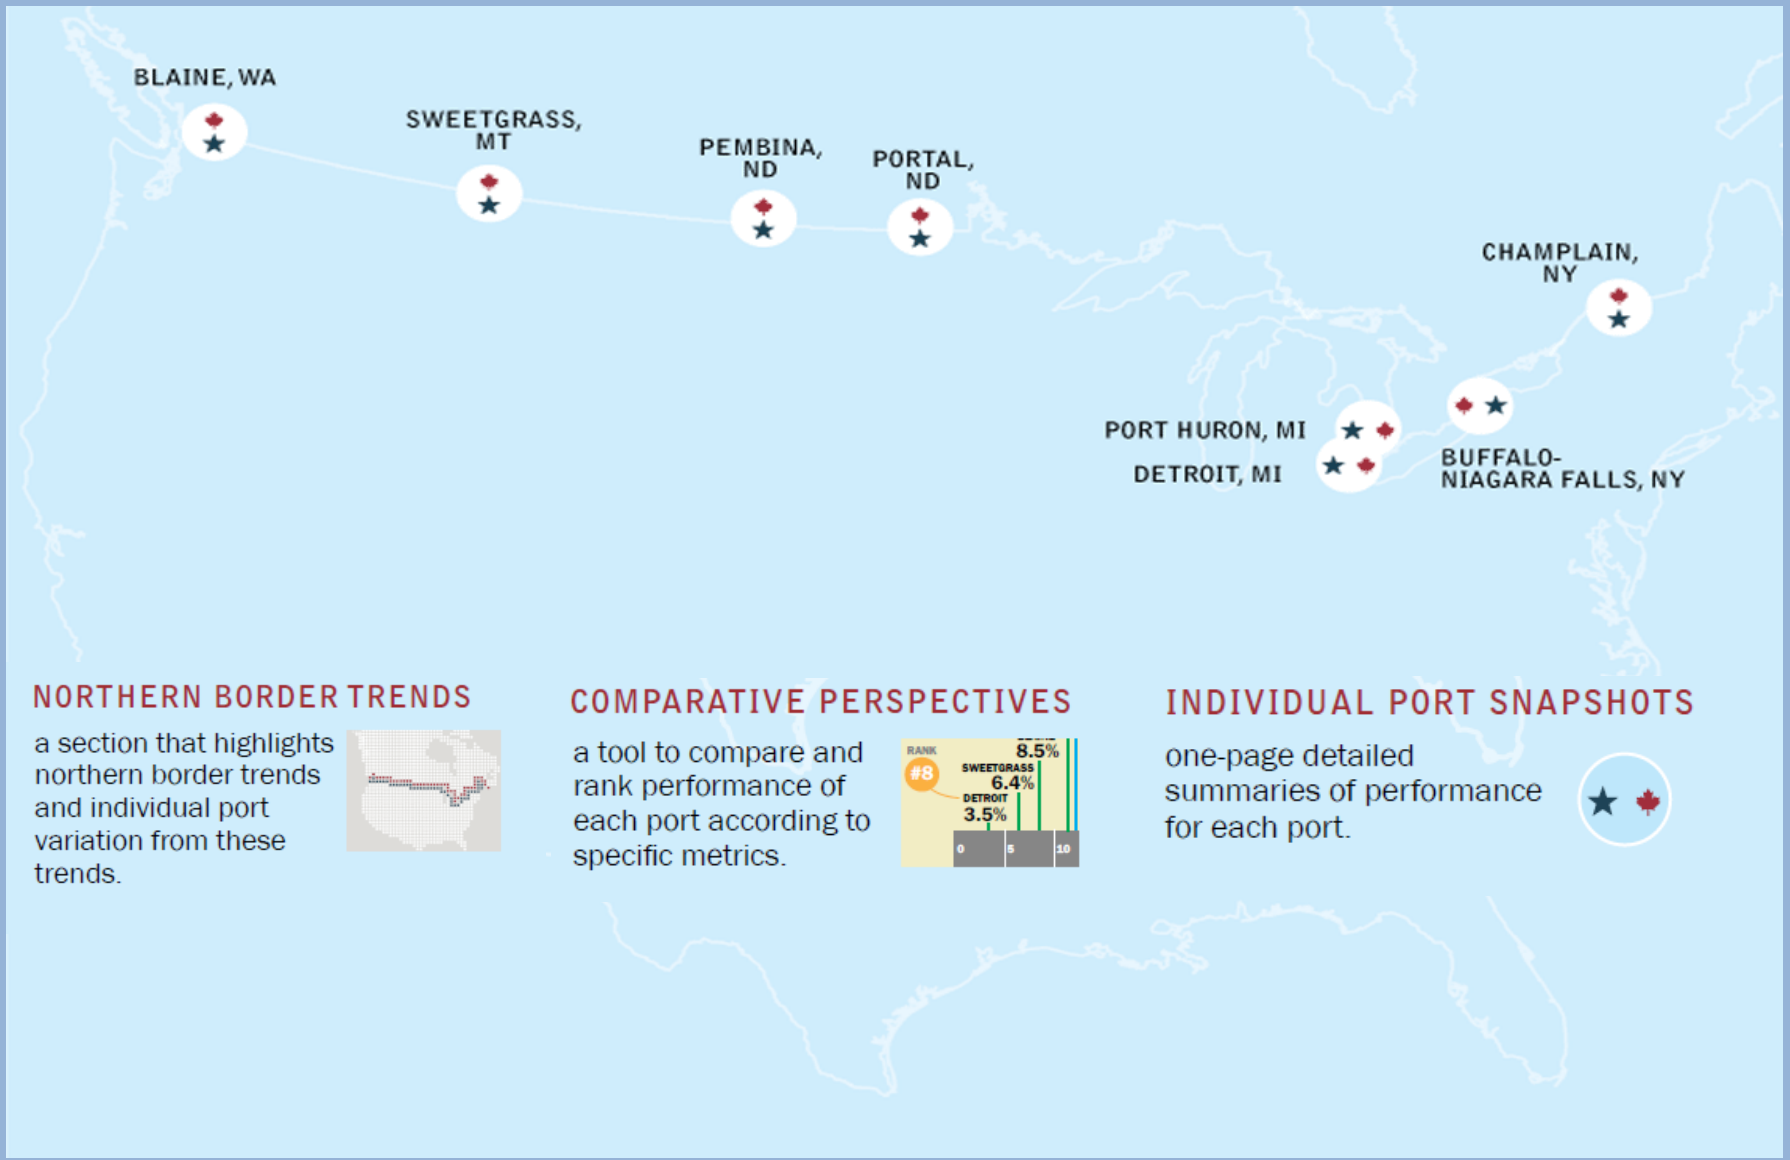 BLAINE, WA
SWEETGRASS,
MT
PEMBINA,
ND
PORTAL,
ND
CHAMPLAIN,
NY
PORT HURON, MI
DETROIT, MI
BUFFALO-
NIAGARA FALLS, NY
NORTHERN BORDER TRENDS
a section that highlights
northern border trends
and individual port
variation from these
trends.
COMPARATIVE PERSPECTIVES
a tool to compare and
rank performance of
each port according to
specific metrics.
RANK
#8
8.5%
SWEETGRASS
6.4%
DETROIT
3.5%
0 5 10
INDIVIDUAL PORT SNAPSHOTS
one-page detailed
summaries of performance
for each port.